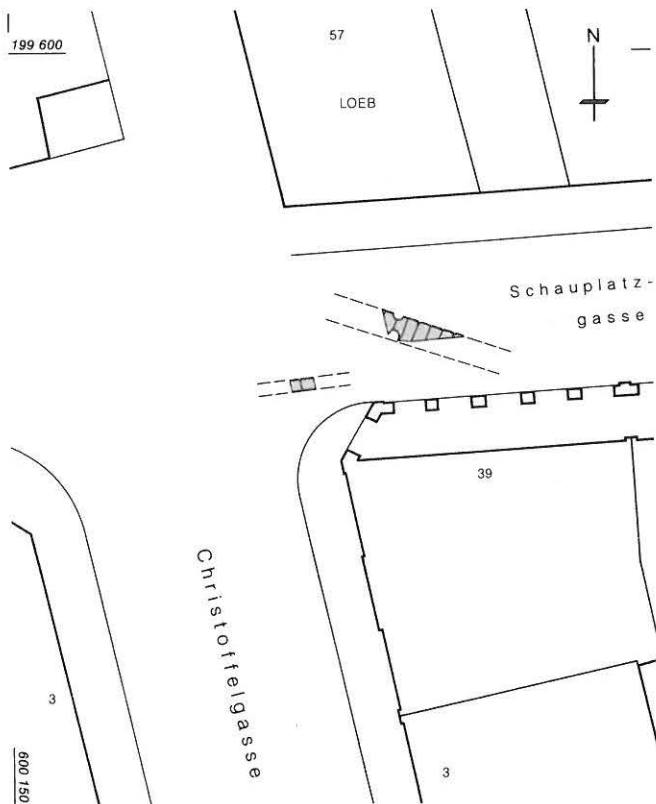 199 600
57
N
LOEB
Schauplatz-
gasse
39
Christoffelgasse
3
3
600 150